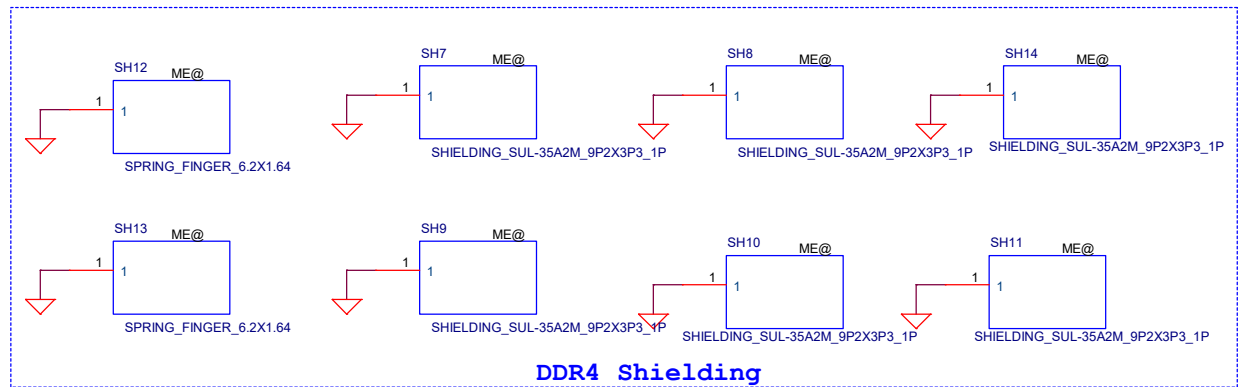 SH12 ME@
1 1
SPRING_FINGER_6.2X1.64
SH7 ME@
1 1
SHIELDING_SUL-35A2M_9P2X3P3_1P
SH8 ME@
1 1
SHIELDING_SUL-35A2M_9P2X3P3_1P
SH14 ME@
1 1
SHIELDING_SUL-35A2M_9P2X3P3_1P
SH13 ME@
1 1
SPRING_FINGER_6.2X1.64
SH9 ME@
1 1
SHIELDING_SUL-35A2M_9P2X3P3_1P
SH10 ME@
1 1
SHIELDING_SUL-35A2M_9P2X3P3_1P
SH11 ME@
1 1
SHIELDING_SUL-35A2M_9P2X3P3_1P
DDR4 Shielding